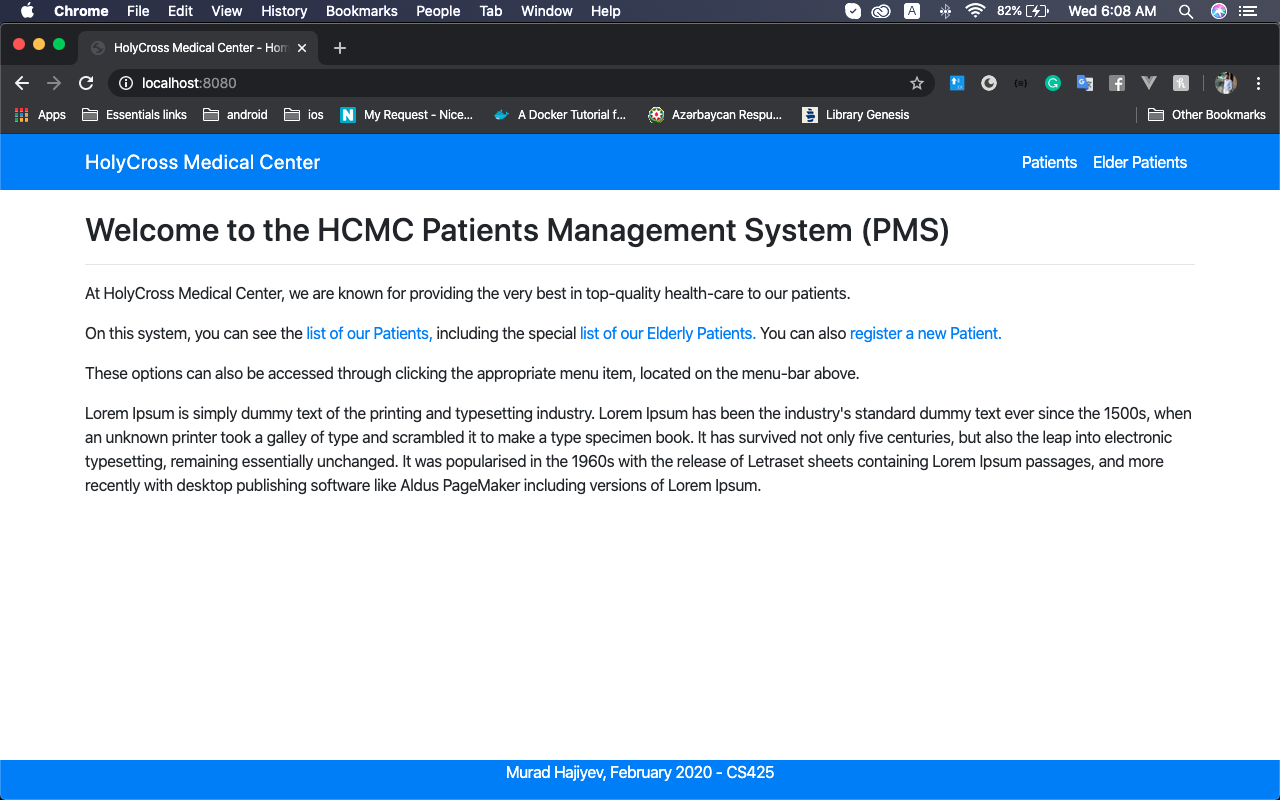 Chrome File Edit View History Bookmarks People Tab Window Help A 82% Wed 6:08 AM
HolyCross Medical Center - Hom
localhost:8080
Apps Essentials links android ios My Request - Nice... A Docker Tutorial f... Azərbaycan Respu... Library Genesis Other Bookmarks
HolyCross Medical Center Patients Elder Patients
Welcome to the HCMC Patients Management System (PMS)
At HolyCross Medical Center, we are known for providing the very best in top-quality health-care to our patients.
On this system, you can see the list of our Patients, including the special list of our Elderly Patients. You can also register a new Patient.
These options can also be accessed through clicking the appropriate menu item, located on the menu-bar above.
Lorem Ipsum is simply dummy text of the printing and typesetting industry. Lorem Ipsum has been the industry's standard dummy text ever since the 1500s, when
an unknown printer took a galley of type and scrambled it to make a type specimen book. It has survived not only five centuries, but also the leap into electronic
typesetting, remaining essentially unchanged. It was popularised in the 1960s with the release of Letraset sheets containing Lorem Ipsum passages, and more
recently with desktop publishing software like Aldus PageMaker including versions of Lorem Ipsum.
Murad Hajiyev, February 2020 - CS425